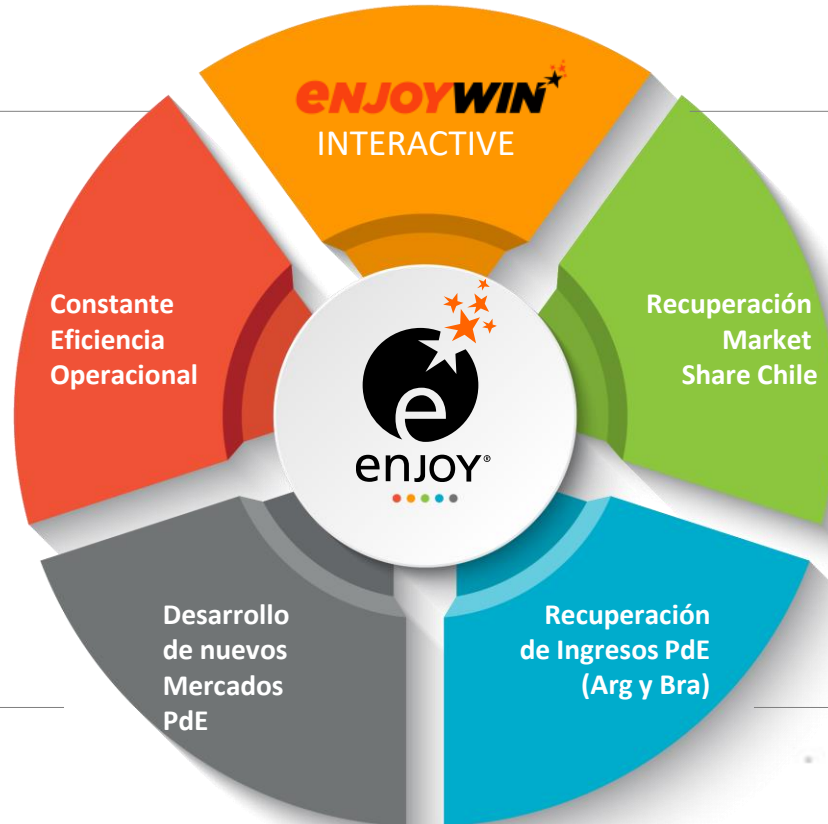 enjoywin
INTERACTIVE
Constante
Eficiencia
Operacional
Recuperación
Market
Share Chile
e
enjoy®
Desarrollo
de nuevos
Mercados
PdE
Recuperación
de Ingresos PdE
(Arg y Bra)